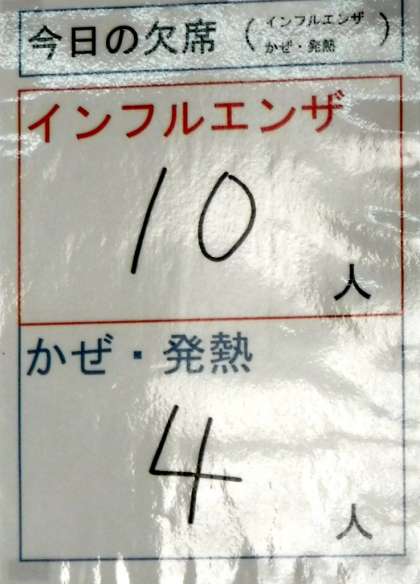 今日の欠席（インフルエンザ
かぜ・発熱）
インフルエンザ
10
人
かぜ・発熱
4
人